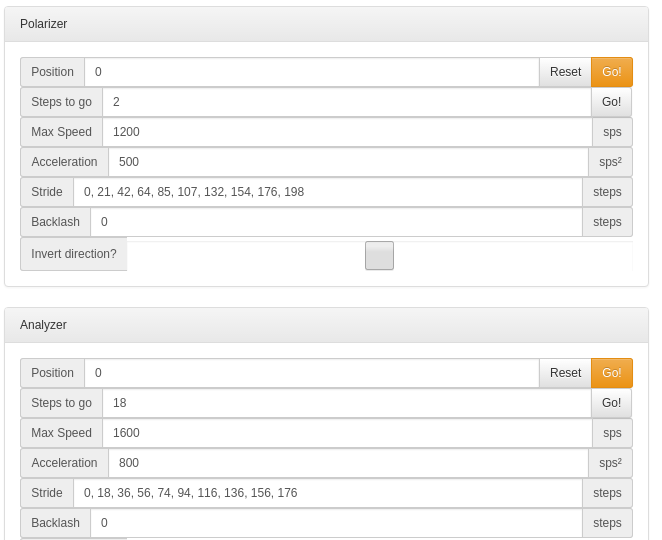 Polarizer
Position 0 Reset Go!
Steps to go 2 Go!
Max Speed 1200 sps
Acceleration 500 sps²
Stride 0, 21, 42, 64, 85, 107, 132, 154, 176, 198 steps
Backlash 0 steps
Invert direction?
Analyzer
Position 0 Reset Go!
Steps to go 18 Go!
Max Speed 1600 sps
Acceleration 800 sps²
Stride 0, 18, 36, 56, 74, 94, 116, 136, 156, 176 steps
Backlash 0 steps